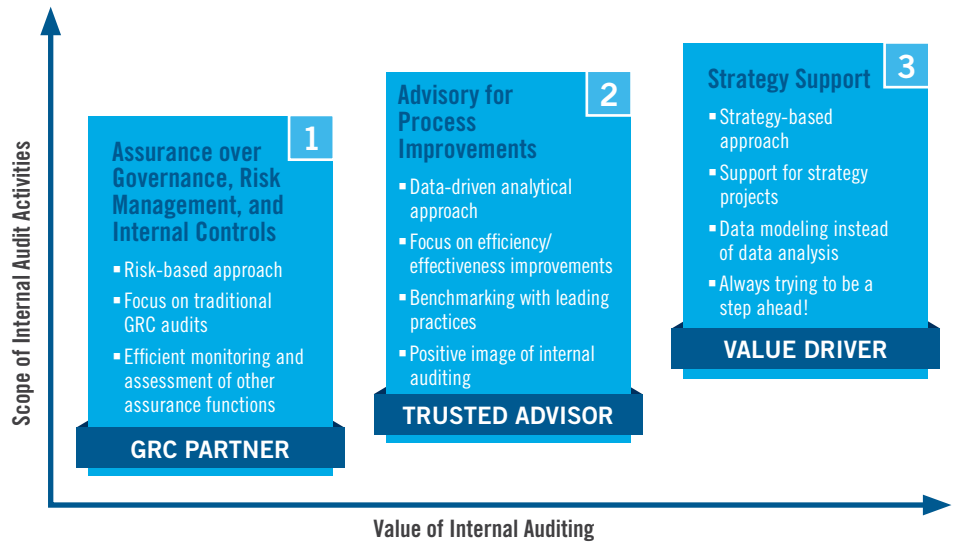 Scope of Internal Audit Activities
1
Assurance over
Governance, Risk
Management, and
Internal Controls
▪ Risk-based approach
▪ Focus on traditional
GRC audits
▪ Efficient monitoring and
assessment of other
assurance functions
GRC PARTNER
2
Advisory for
Process
Improvements
▪ Data-driven analytical
approach
▪ Focus on efficiency/
effectiveness improvements
▪ Benchmarking with leading
practices
▪ Positive image of internal
auditing
TRUSTED ADVISOR
3
Strategy Support
▪ Strategy-based
approach
▪ Support for strategy
projects
▪ Data modeling instead
of data analysis
▪ Always trying to be a
step ahead!
VALUE DRIVER
Value of Internal Auditing